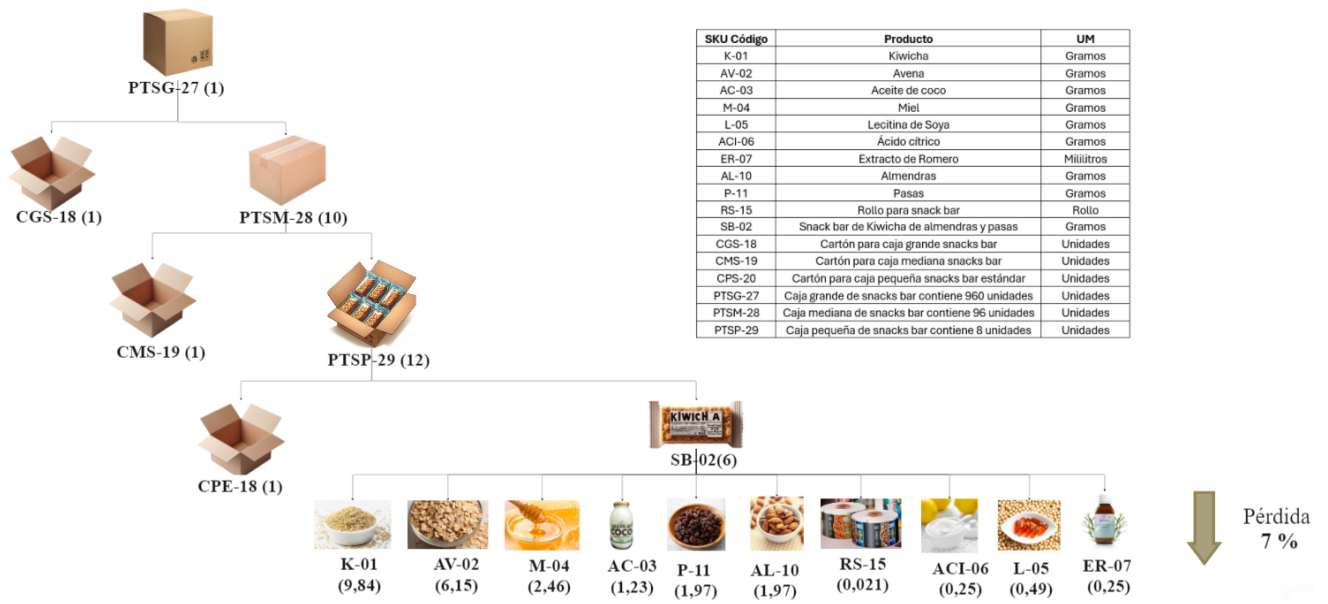 PTSG-27 (1)
CGS-18 (1)
PTSM-28 (10)
CMS-19 (1)
PTSP-29 (12)
CPE-18 (1)
KIWICH A
SB-02(6)
K-01
(9,84)
AV-02
(6,15)
M-04
(2,46)
COCO
AC-03
(1,23)
P-11
(1,97)
AL-10
(1,97)
RS-15
(0,021)
ACI-06
(0,25)
L-05
(0,49)
ER-07
(0,25)
SKU Código Producto UM
K-01 Kiwicha Gramos
AV-02 Avena Gramos
AC-03 Aceite de coco Gramos
M-04 Miel Gramos
L-05 Lecitina de Soya Gramos
ACI-06 Ácido cítrico Gramos
ER-07 Extracto de Romero Mililitros
AL-10 Almendras Gramos
P-11 Pasas Gramos
RS-15 Rollo para snack bar Rollo
SB-02 Snack bar de Kiwicha de almendras y pasas Gramos
CGS-18 Cartón para caja grande snacks bar Unidades
CMS-19 Cartón para caja mediana snacks bar Unidades
CPS-20 Cartón para caja pequeña snacks bar estándar Unidades
PTSG-27 Caja grande de snacks bar contiene 960 unidades Unidades
PTSM-28 Caja mediana de snacks bar contiene 96 unidades Unidades
PTSP-29 Caja pequeña de snacks bar contiene 8 unidades Unidades
Pérdida
7 %